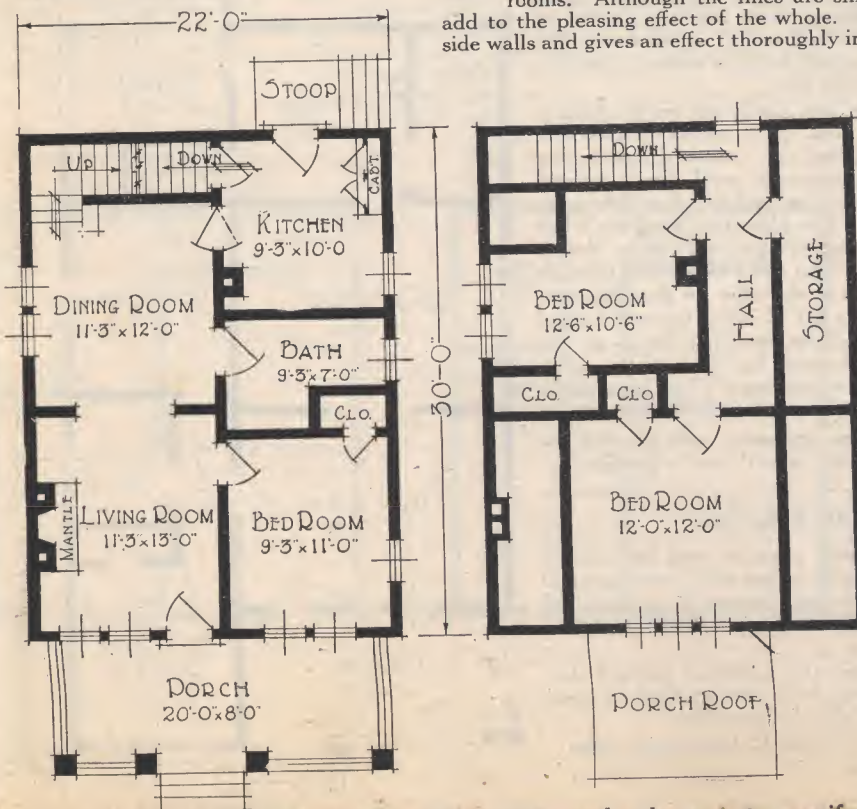 rooms. Although the lines are
add to the pleasing effect of the whole.
side walls and gives an effect thoroughly
22'-0"
STOOP
UP
DOWN
CABT.
KITCHEN
9'-3"x10'-0
DINING ROOM
11'-3"x12'-0"
BATH
9'-3"x7'-0"
CLO.
30'-0"
MANTLE
LIVING ROOM
11'-3"x13'-0"
BED ROOM
9'-3"x11'-0"
PORCH
20'-0"x8'-0"
DOWN
BED ROOM
12'-6"x10'-6"
HALL
STORAGE
CLO.
CLO
BED ROOM
12'-0"x12'-0"
PORCH ROOF